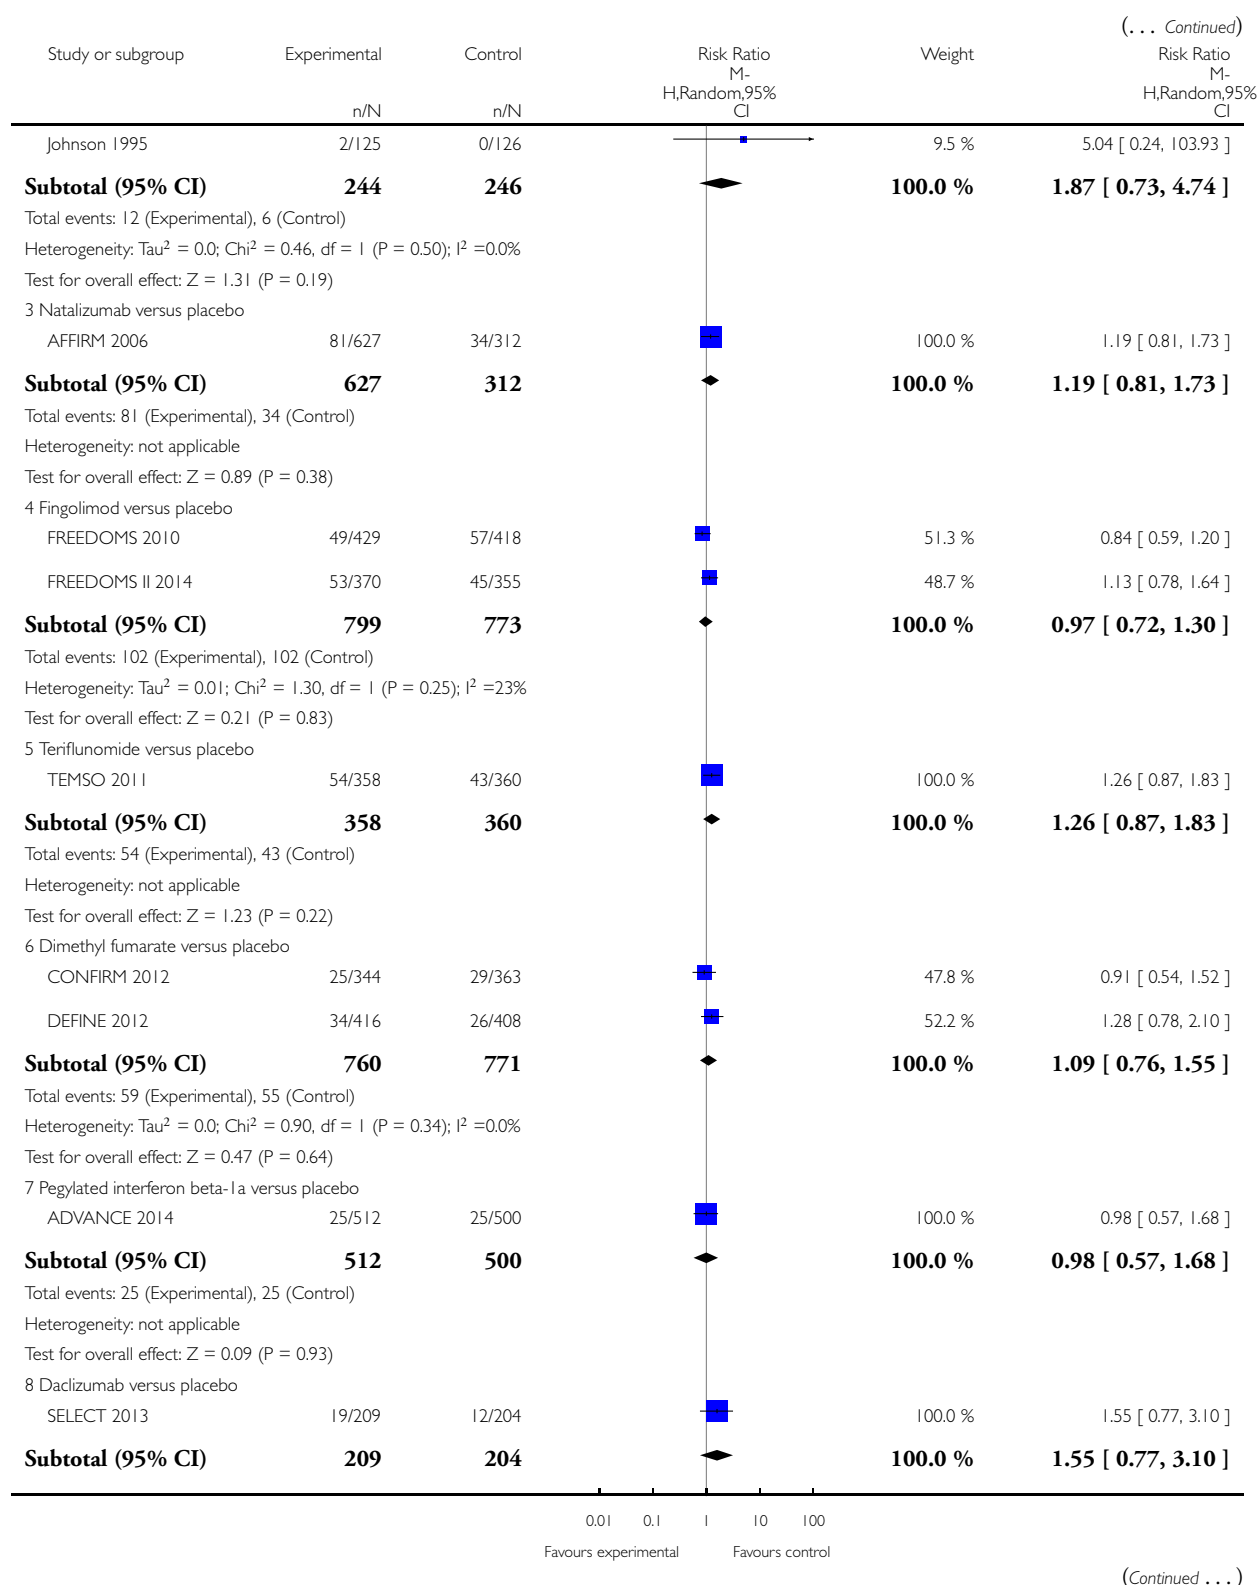 (... Continued)
Study or subgroup Experimental Control Risk Ratio Weight Risk Ratio
M- M-
H,Random,95% H,Random,95%
n/N n/N CI CI
Johnson 1995 2/125 0/126 9.5 % 5.04 [ 0.24, 103.93 ]
Subtotal (95% CI) 244 246 100.0 % 1.87 [ 0.73, 4.74 ]
Total events: 12 (Experimental), 6 (Control)
Heterogeneity: Tau² = 0.0; Chi² = 0.46, df = 1 (P = 0.50); I² =0.0%
Test for overall effect: Z = 1.31 (P = 0.19)
3 Natalizumab versus placebo
AFFIRM 2006 81/627 34/312 100.0 % 1.19 [ 0.81, 1.73 ]
Subtotal (95% CI) 627 312 100.0 % 1.19 [ 0.81, 1.73 ]
Total events: 81 (Experimental), 34 (Control)
Heterogeneity: not applicable
Test for overall effect: Z = 0.89 (P = 0.38)
4 Fingolimod versus placebo
FREEDOMS 2010 49/429 57/418 51.3 % 0.84 [ 0.59, 1.20 ]
FREEDOMS II 2014 53/370 45/355 48.7 % 1.13 [ 0.78, 1.64 ]
Subtotal (95% CI) 799 773 100.0 % 0.97 [ 0.72, 1.30 ]
Total events: 102 (Experimental), 102 (Control)
Heterogeneity: Tau² = 0.01; Chi² = 1.30, df = 1 (P = 0.25); I² =23%
Test for overall effect: Z = 0.21 (P = 0.83)
5 Teriflunomide versus placebo
TEMSO 2011 54/358 43/360 100.0 % 1.26 [ 0.87, 1.83 ]
Subtotal (95% CI) 358 360 100.0 % 1.26 [ 0.87, 1.83 ]
Total events: 54 (Experimental), 43 (Control)
Heterogeneity: not applicable
Test for overall effect: Z = 1.23 (P = 0.22)
6 Dimethyl fumarate versus placebo
CONFIRM 2012 25/344 29/363 47.8 % 0.91 [ 0.54, 1.52 ]
DEFINE 2012 34/416 26/408 52.2 % 1.28 [ 0.78, 2.10 ]
Subtotal (95% CI) 760 771 100.0 % 1.09 [ 0.76, 1.55 ]
Total events: 59 (Experimental), 55 (Control)
Heterogeneity: Tau² = 0.0; Chi² = 0.90, df = 1 (P = 0.34); I² =0.0%
Test for overall effect: Z = 0.47 (P = 0.64)
7 Pegylated interferon beta-1a versus placebo
ADVANCE 2014 25/512 25/500 100.0 % 0.98 [ 0.57, 1.68 ]
Subtotal (95% CI) 512 500 100.0 % 0.98 [ 0.57, 1.68 ]
Total events: 25 (Experimental), 25 (Control)
Heterogeneity: not applicable
Test for overall effect: Z = 0.09 (P = 0.93)
8 Daclizumab versus placebo
SELECT 2013 19/209 12/204 100.0 % 1.55 [ 0.77, 3.10 ]
Subtotal (95% CI) 209 204 100.0 % 1.55 [ 0.77, 3.10 ]
0.01 0.1 1 10 100
Favours experimental Favours control
(Continued ...)